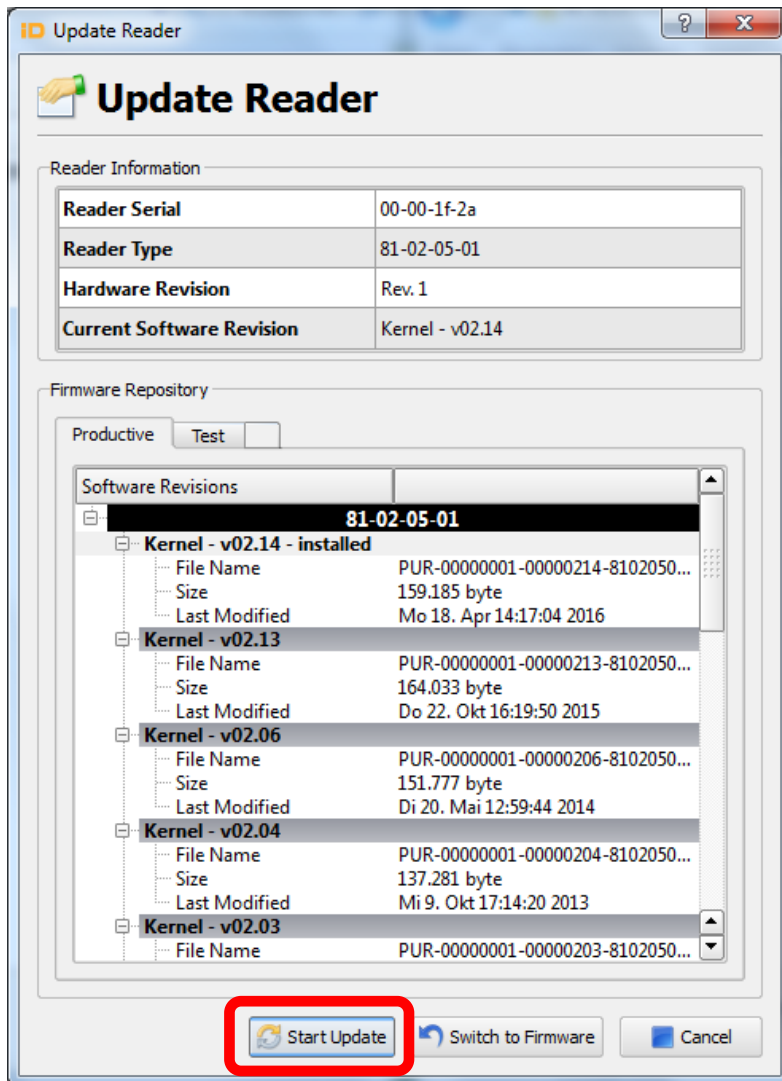 iD Update Reader
Update Reader
Reader Information
Reader Serial 00-00-1f-2a
Reader Type 81-02-05-01
Hardware Revision Rev. 1
Current Software Revision Kernel - v02.14
Firmware Repository
Productive Test
Software Revisions
81-02-05-01
Kernel - v02.14 - installed
File Name PUR-00000001-00000214-8102050...
Size 159.185 byte
Last Modified Mo 18. Apr 14:17:04 2016
Kernel - v02.13
File Name PUR-00000001-00000213-8102050...
Size 164.033 byte
Last Modified Do 22. Okt 16:19:50 2015
Kernel - v02.06
File Name PUR-00000001-00000206-8102050...
Size 151.777 byte
Last Modified Di 20. Mai 12:59:44 2014
Kernel - v02.04
File Name PUR-00000001-00000204-8102050...
Size 137.281 byte
Last Modified Mi 9. Okt 17:14:20 2013
Kernel - v02.03
File Name PUR-00000001-00000203-8102050...
Start Update Switch to Firmware Cancel